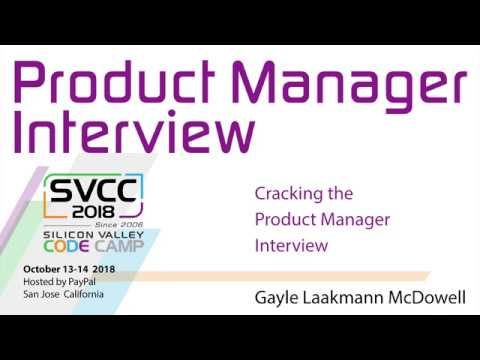 Product Manager
Interview
SVCC
2018
Since 2006
SILICON VALLEY
CODE CAMP
October 13-14 2018
Hosted by PayPal
San Jose California
Cracking the
Product Manager
Interview
Gayle Laakmann McDowell